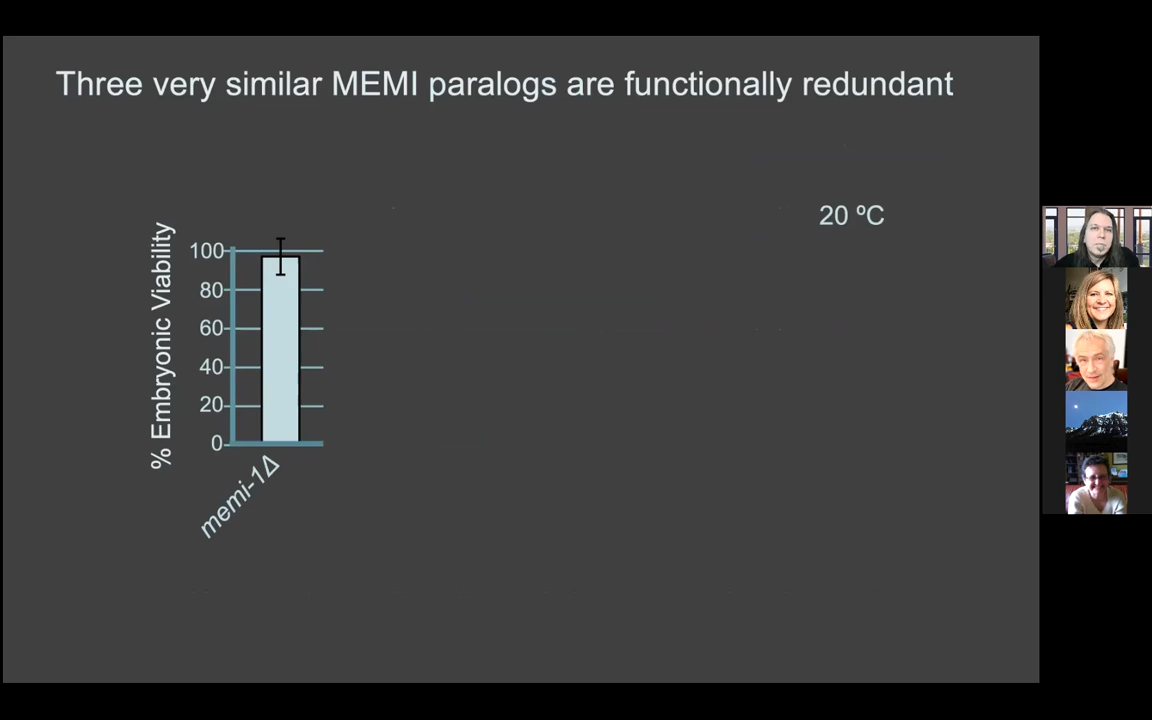 Three very similar MEMI paralogs are functionally redundant
20 ºC
% Embryonic Viability
100
80
60
40
20
0
memi-1Δ